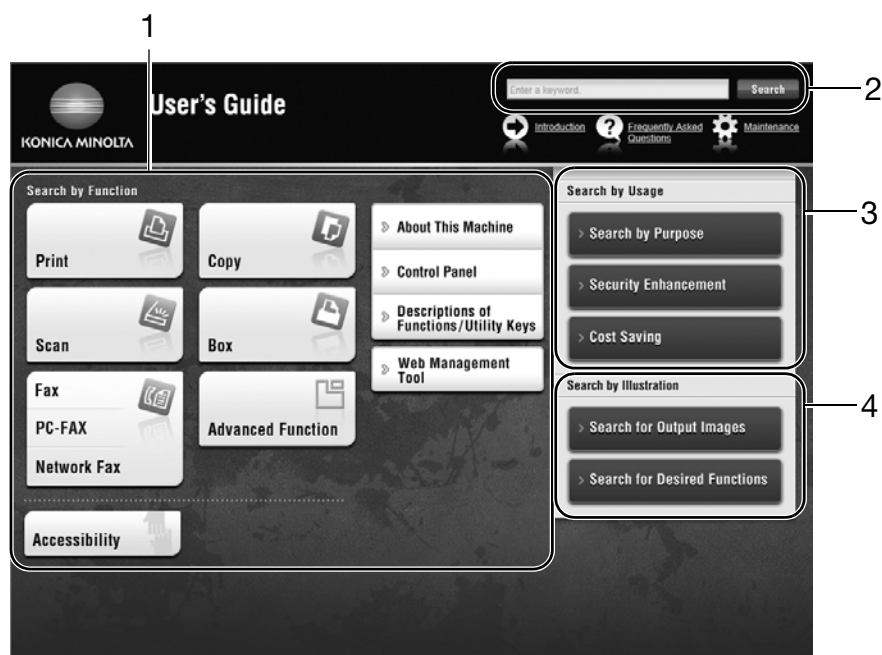 1
User's Guide
KONICA MINOLTA
Enter a keyword.
Search
2
Introduction
Frequently Asked
Questions
Maintenance
Search by Function
Print
Copy
Scan
Box
Fax
PC-FAX
Network Fax
Advanced Function
Accessibility
About This Machine
Control Panel
Descriptions of
Functions/Utility Keys
Web Management
Tool
Search by Usage
3
Search by Purpose
Security Enhancement
Cost Saving
Search by Illustration
4
Search for Output Images
Search for Desired Functions